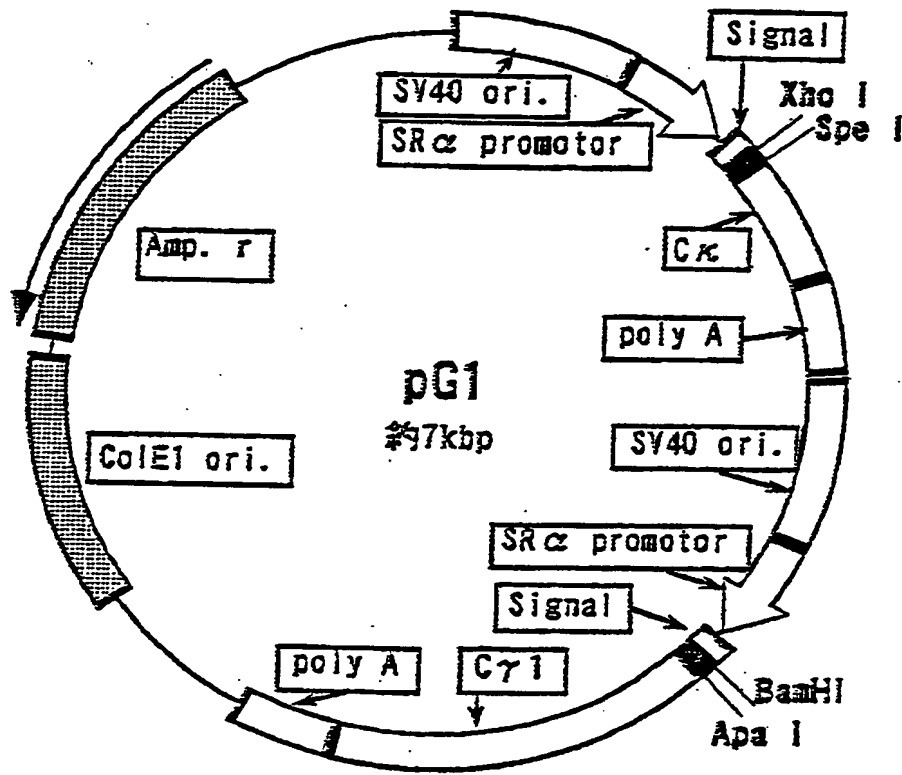 Signal
SV40 ori.
Xho I
Spe I
SRα promotor
Amp. r
Cκ
poly A
pG1
約7kbp
ColE1 ori.
SV40 ori.
SRα promotor
Signal
poly A
Cγ1
BamHI
Apa I